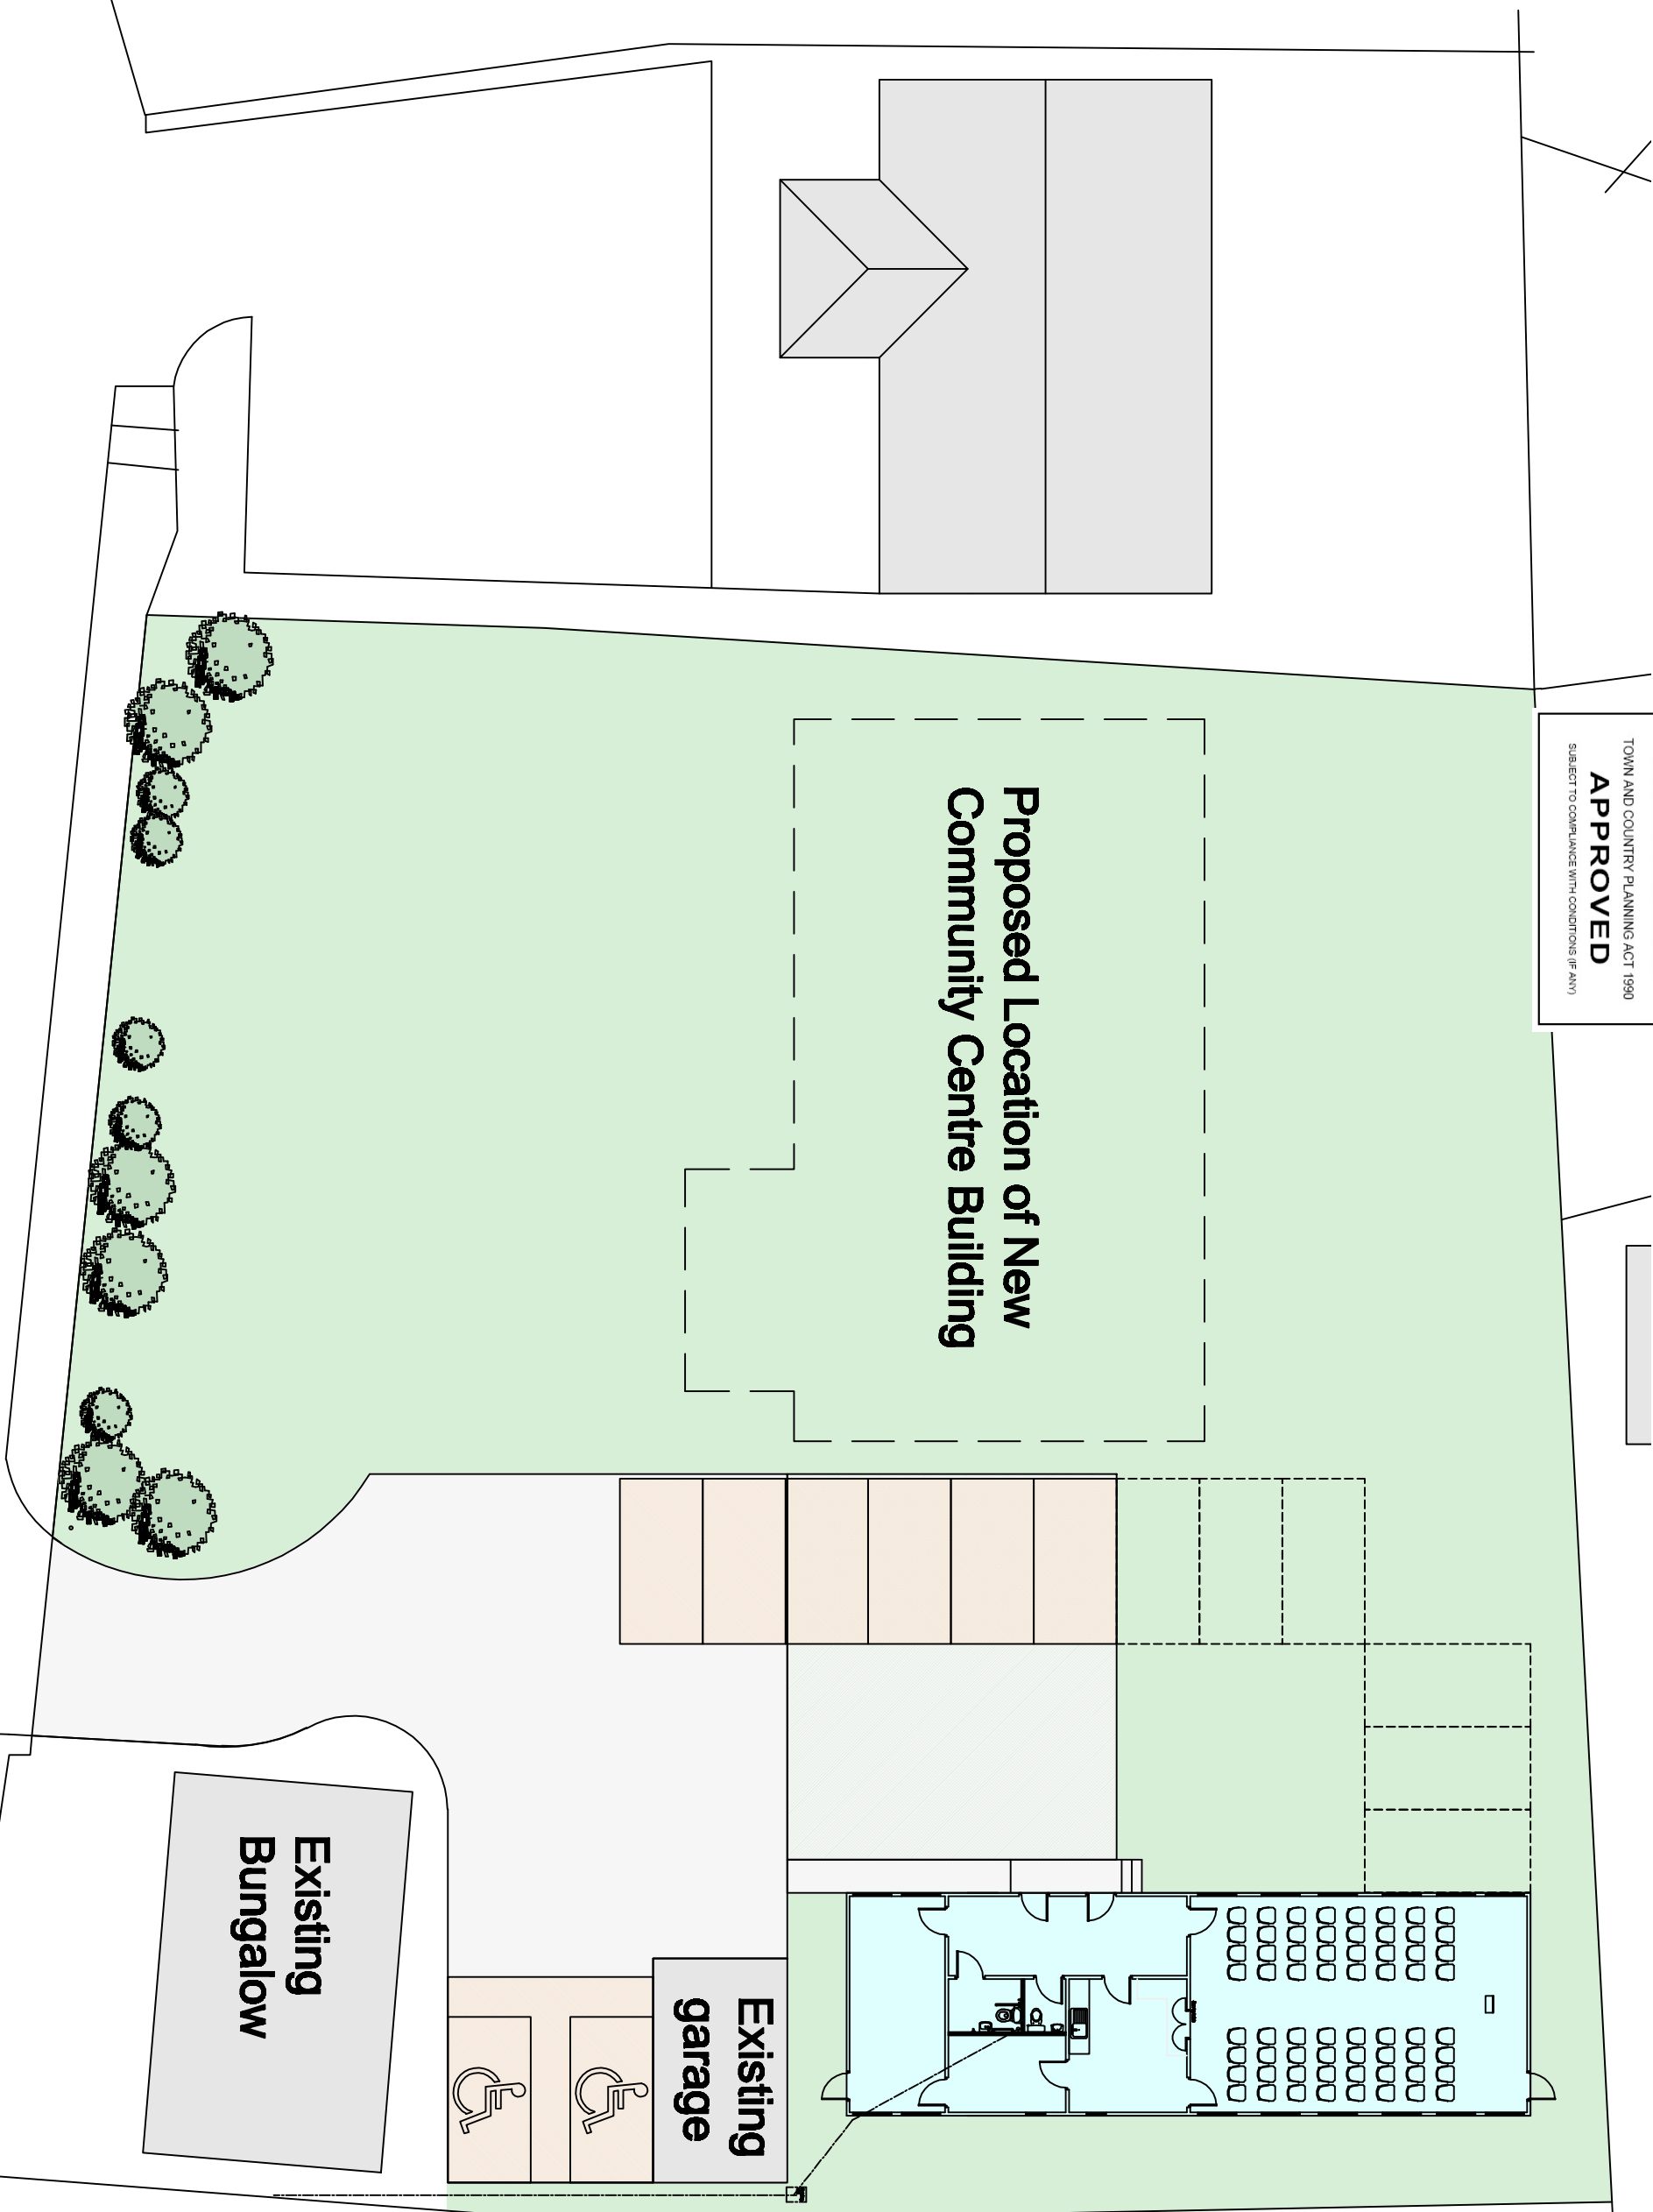 TOWN AND COUNTRY PLANNING ACT 1990
APPROVED
SUBJECT TO COMPLIANCE WITH CONDITIONS (IF ANY)
Proposed Location of New
Community Centre Building
Existing
Bungalow
Existing
garage